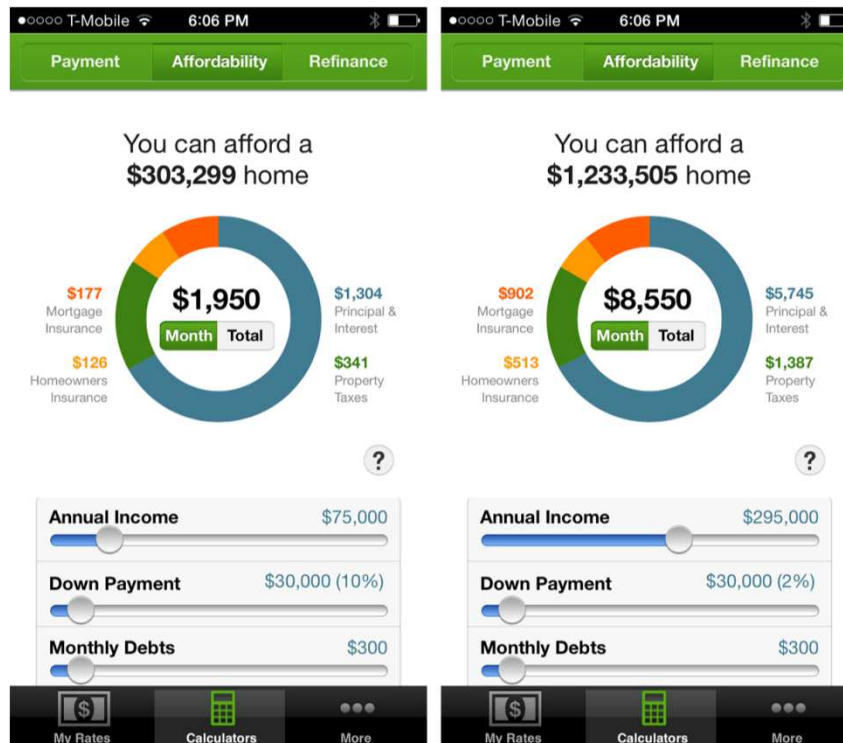 T-Mobile 6:06 PM
Payment Affordability Refinance
You can afford a
$303,299 home
$177
Mortgage
Insurance
$126
Homeowners
Insurance
$1,950
Month Total
$1,304
Principal &
Interest
$341
Property
Taxes
?
Annual Income $75,000
Down Payment $30,000 (10%)
Monthly Debts $300
My Rates Calculators More
T-Mobile 6:06 PM
Payment Affordability Refinance
You can afford a
$1,233,505 home
$902
Mortgage
Insurance
$513
Homeowners
Insurance
$8,550
Month Total
$5,745
Principal &
Interest
$1,387
Property
Taxes
?
Annual Income $295,000
Down Payment $30,000 (2%)
Monthly Debts $300
My Rates Calculators More